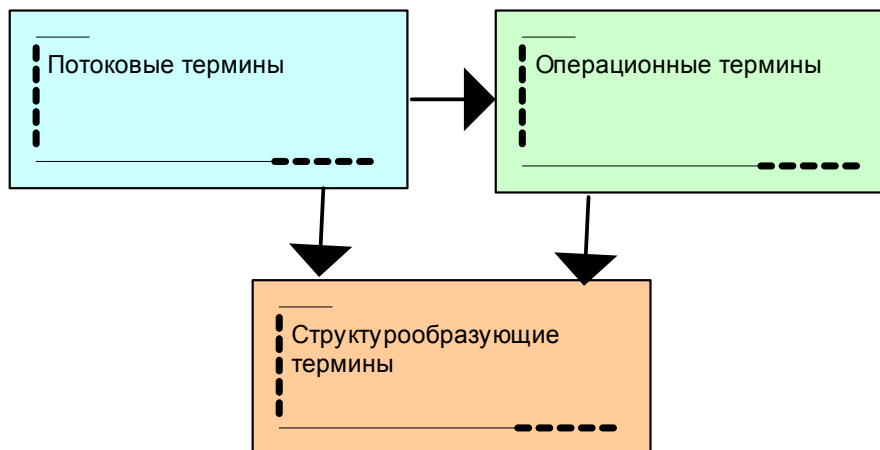 Потоковые термины
Операционные термины
Структурообразующие
термины